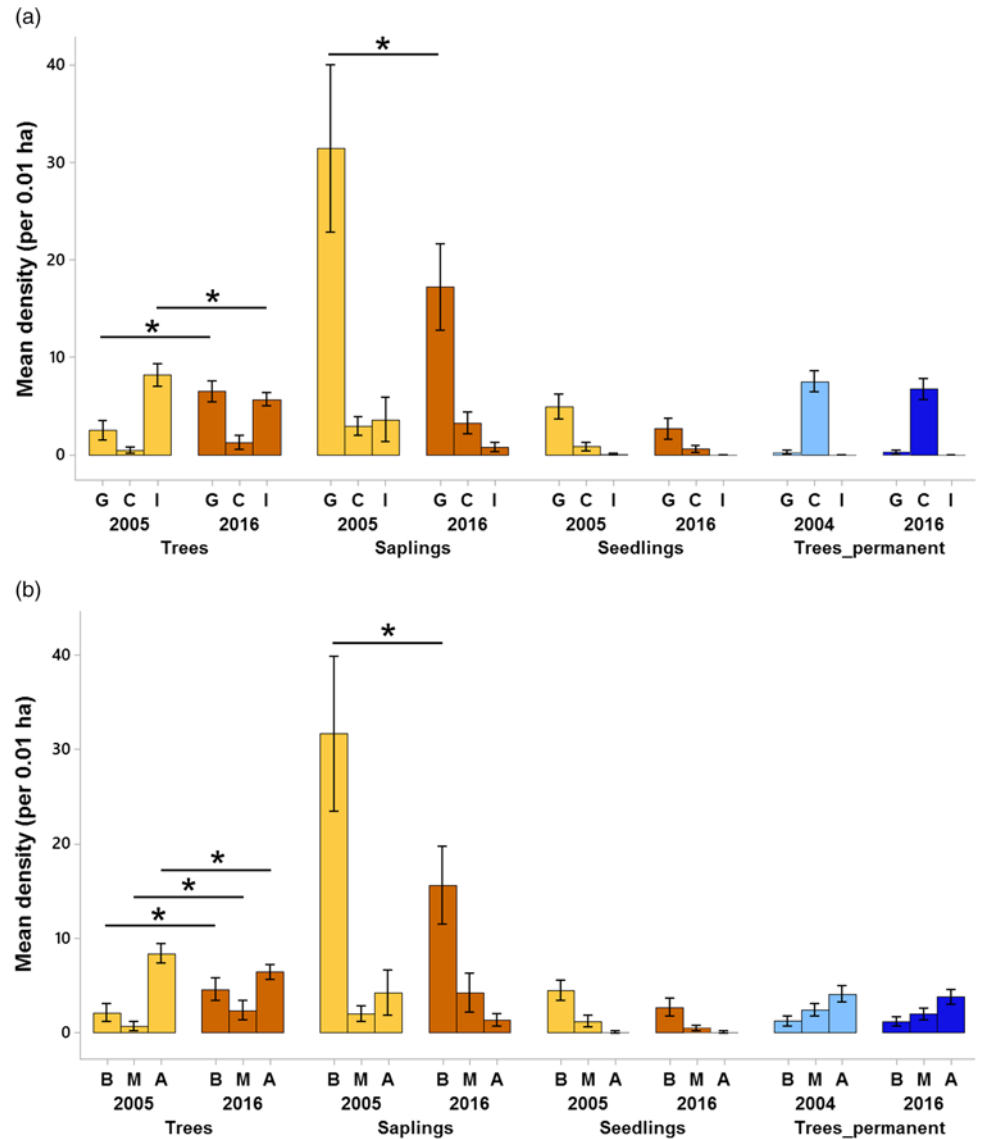 (a)
Mean density (per 0.01 ha)
40
30
20
10
0
*
*
*
G C I G C I G C I G C I G C I G C I G C I G C I
2005 2016 2005 2016 2005 2016 2004 2016
Trees Saplings Seedlings Trees_permanent
(b)
Mean density (per 0.01 ha)
40
30
20
10
0
*
*
*
*
B M A B M A B M A B M A B M A B M A B M A B M A
2005 2016 2005 2016 2005 2016 2004 2016
Trees Saplings Seedlings Trees_permanent